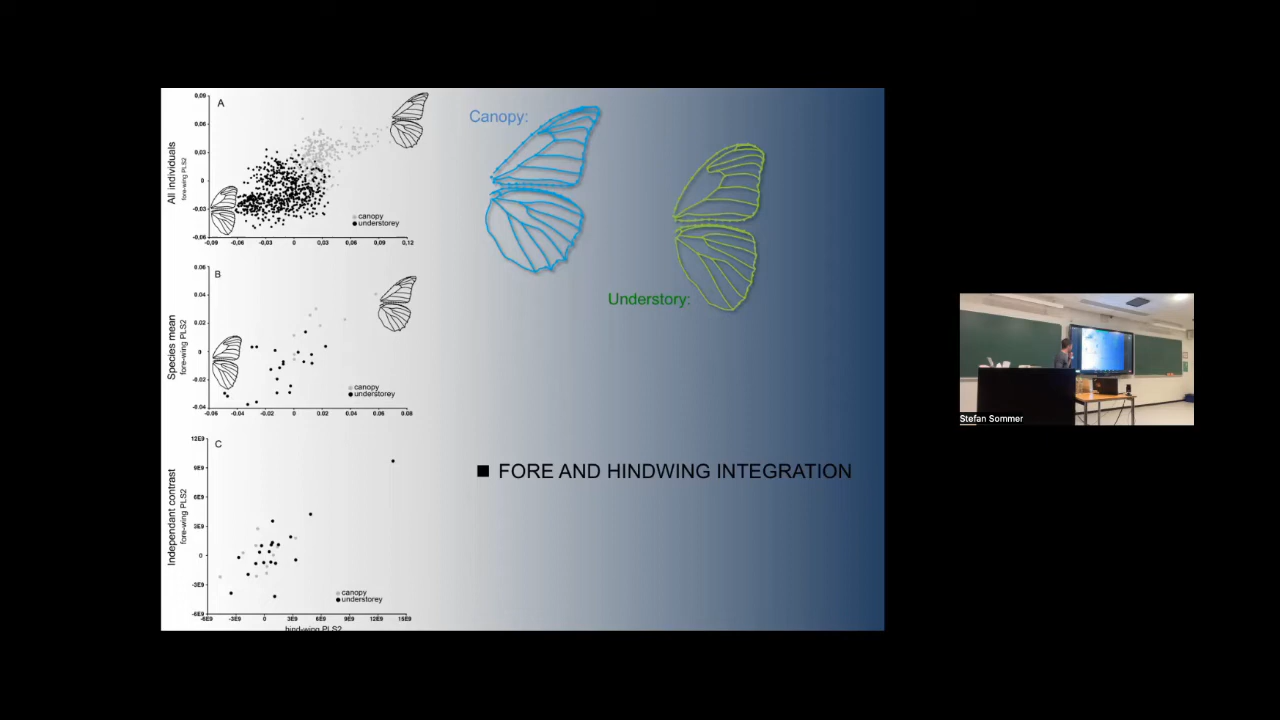 A
0,09
0,06
0,03
0
-0,03
-0,06
All individuals
fore-wing PLS2
canopy
understorey
-0,09 -0,06 -0,03 0 0,03 0,06 0,09 0,12
B
0.06
0.04
0.02
0
-0.02
-0.04
Species mean
fore-wing PLS2
canopy
understorey
-0.06 -0.04 -0.02 0 0.02 0.04 0.06 0.08
C
12E9
9E9
6E9
3E9
0
-3E9
-6E9
Independant contrast
fore-wing PLS2
canopy
understorey
-6E9 -3E9 0 3E9 6E9 9E9 12E9 15E9
hind-wing PLS2
Canopy:
Understory:
■ FORE AND HINDWING INTEGRATION
Stefan Sommer